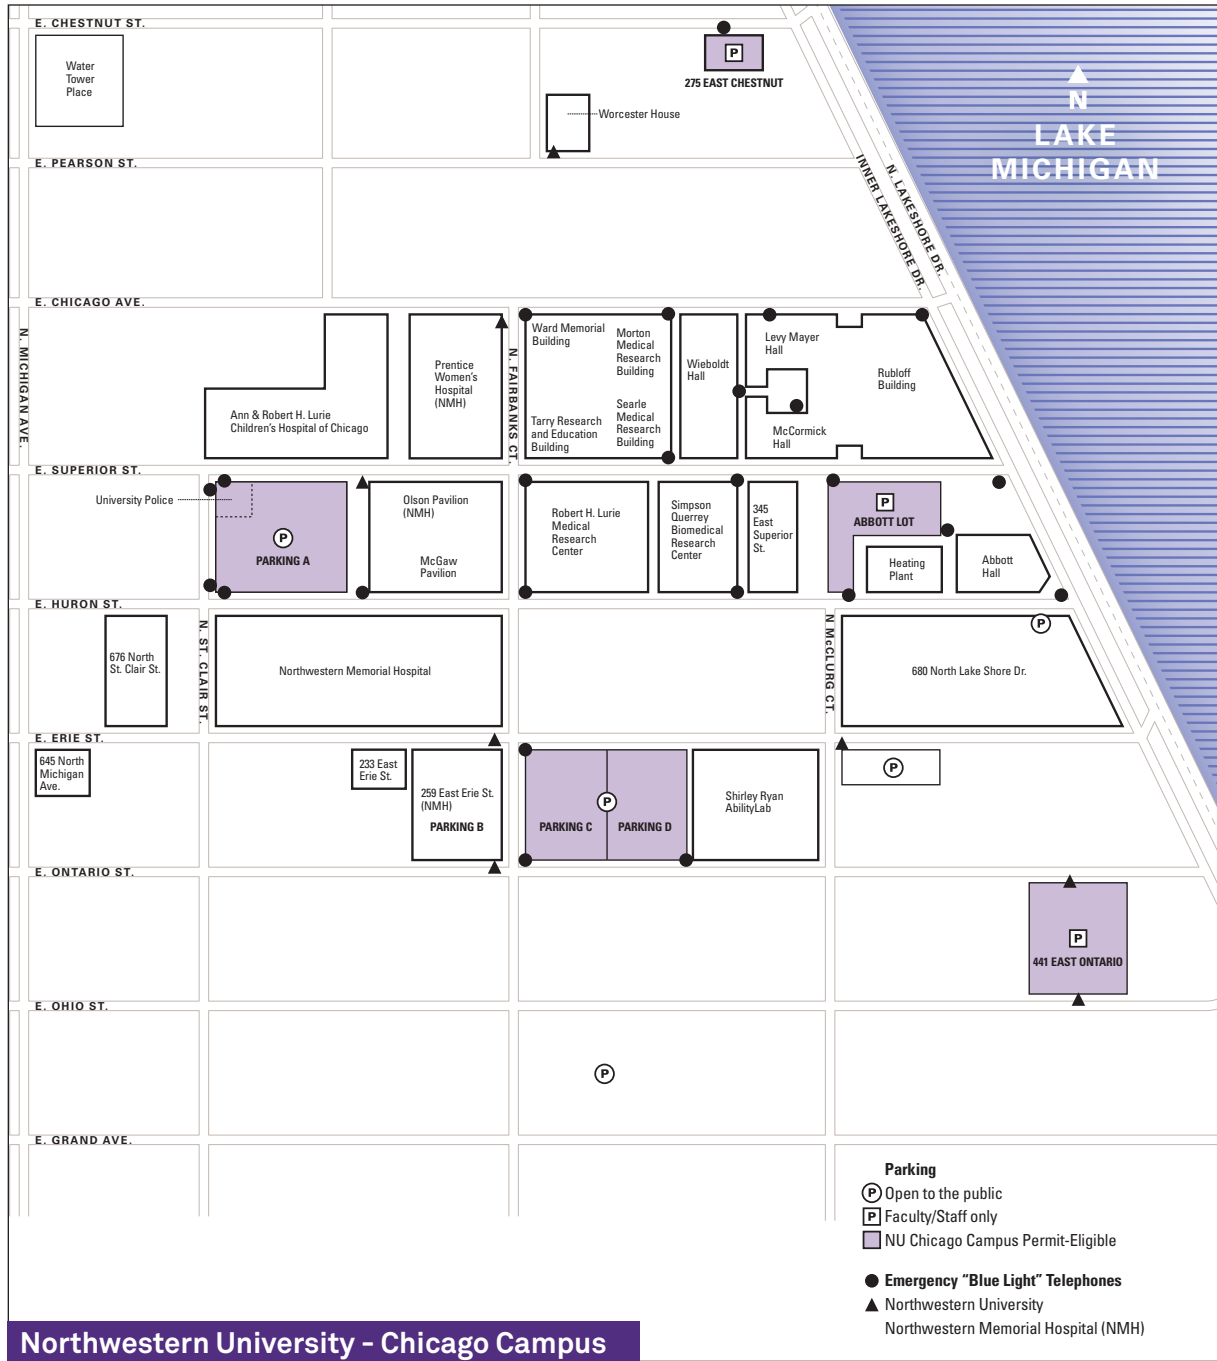 E. CHESTNUT ST.
Water
Tower
Place
P
275 EAST CHESTNUT
Worcester House
N
LAKE
MICHIGAN
E. PEARSON ST.
INNER LAKESHORE DR.
N. LAKESHORE DR.
E. CHICAGO AVE.
N. MICHIGAN AVE.
Ann & Robert H. Lurie
Children's Hospital of Chicago
Prentice
Women's
Hospital
(NMH)
N. FAIRBANKS CT.
Ward Memorial
Building
Morton
Medical
Research
Building
Tarry Research
and Education
Building
Searle
Medical
Research
Building
Wieboldt
Hall
Levy Mayer
Hall
McCormick
Hall
Rubloff
Building
E. SUPERIOR ST.
University Police
P
PARKING A
Olson Pavilion
(NMH)
McGaw
Pavilion
Robert H. Lurie
Medical
Research
Center
Simpson
Querrey
Biomedical
Research
Center
345
East
Superior
St.
P
ABBOTT LOT
Heating
Plant
Abbott
Hall
E. HURON ST.
676 North
St. Clair St.
N. ST. CLAIR ST.
Northwestern Memorial Hospital
N McCLURG CT.
P
680 North Lake Shore Dr.
E. ERIE ST.
645 North
Michigan
Ave.
233 East
Erie St.
259 East Erie St.
(NMH)
PARKING B
P
PARKING C
PARKING D
Shirley Ryan
AbilityLab
P
E. ONTARIO ST.
P
441 EAST ONTARIO
E. OHIO ST.
P
E. GRAND AVE.
Parking
P Open to the public
P Faculty/Staff only
NU Chicago Campus Permit-Eligible
Emergency "Blue Light" Telephones
Northwestern University
Northwestern Memorial Hospital (NMH)
Northwestern University - Chicago Campus